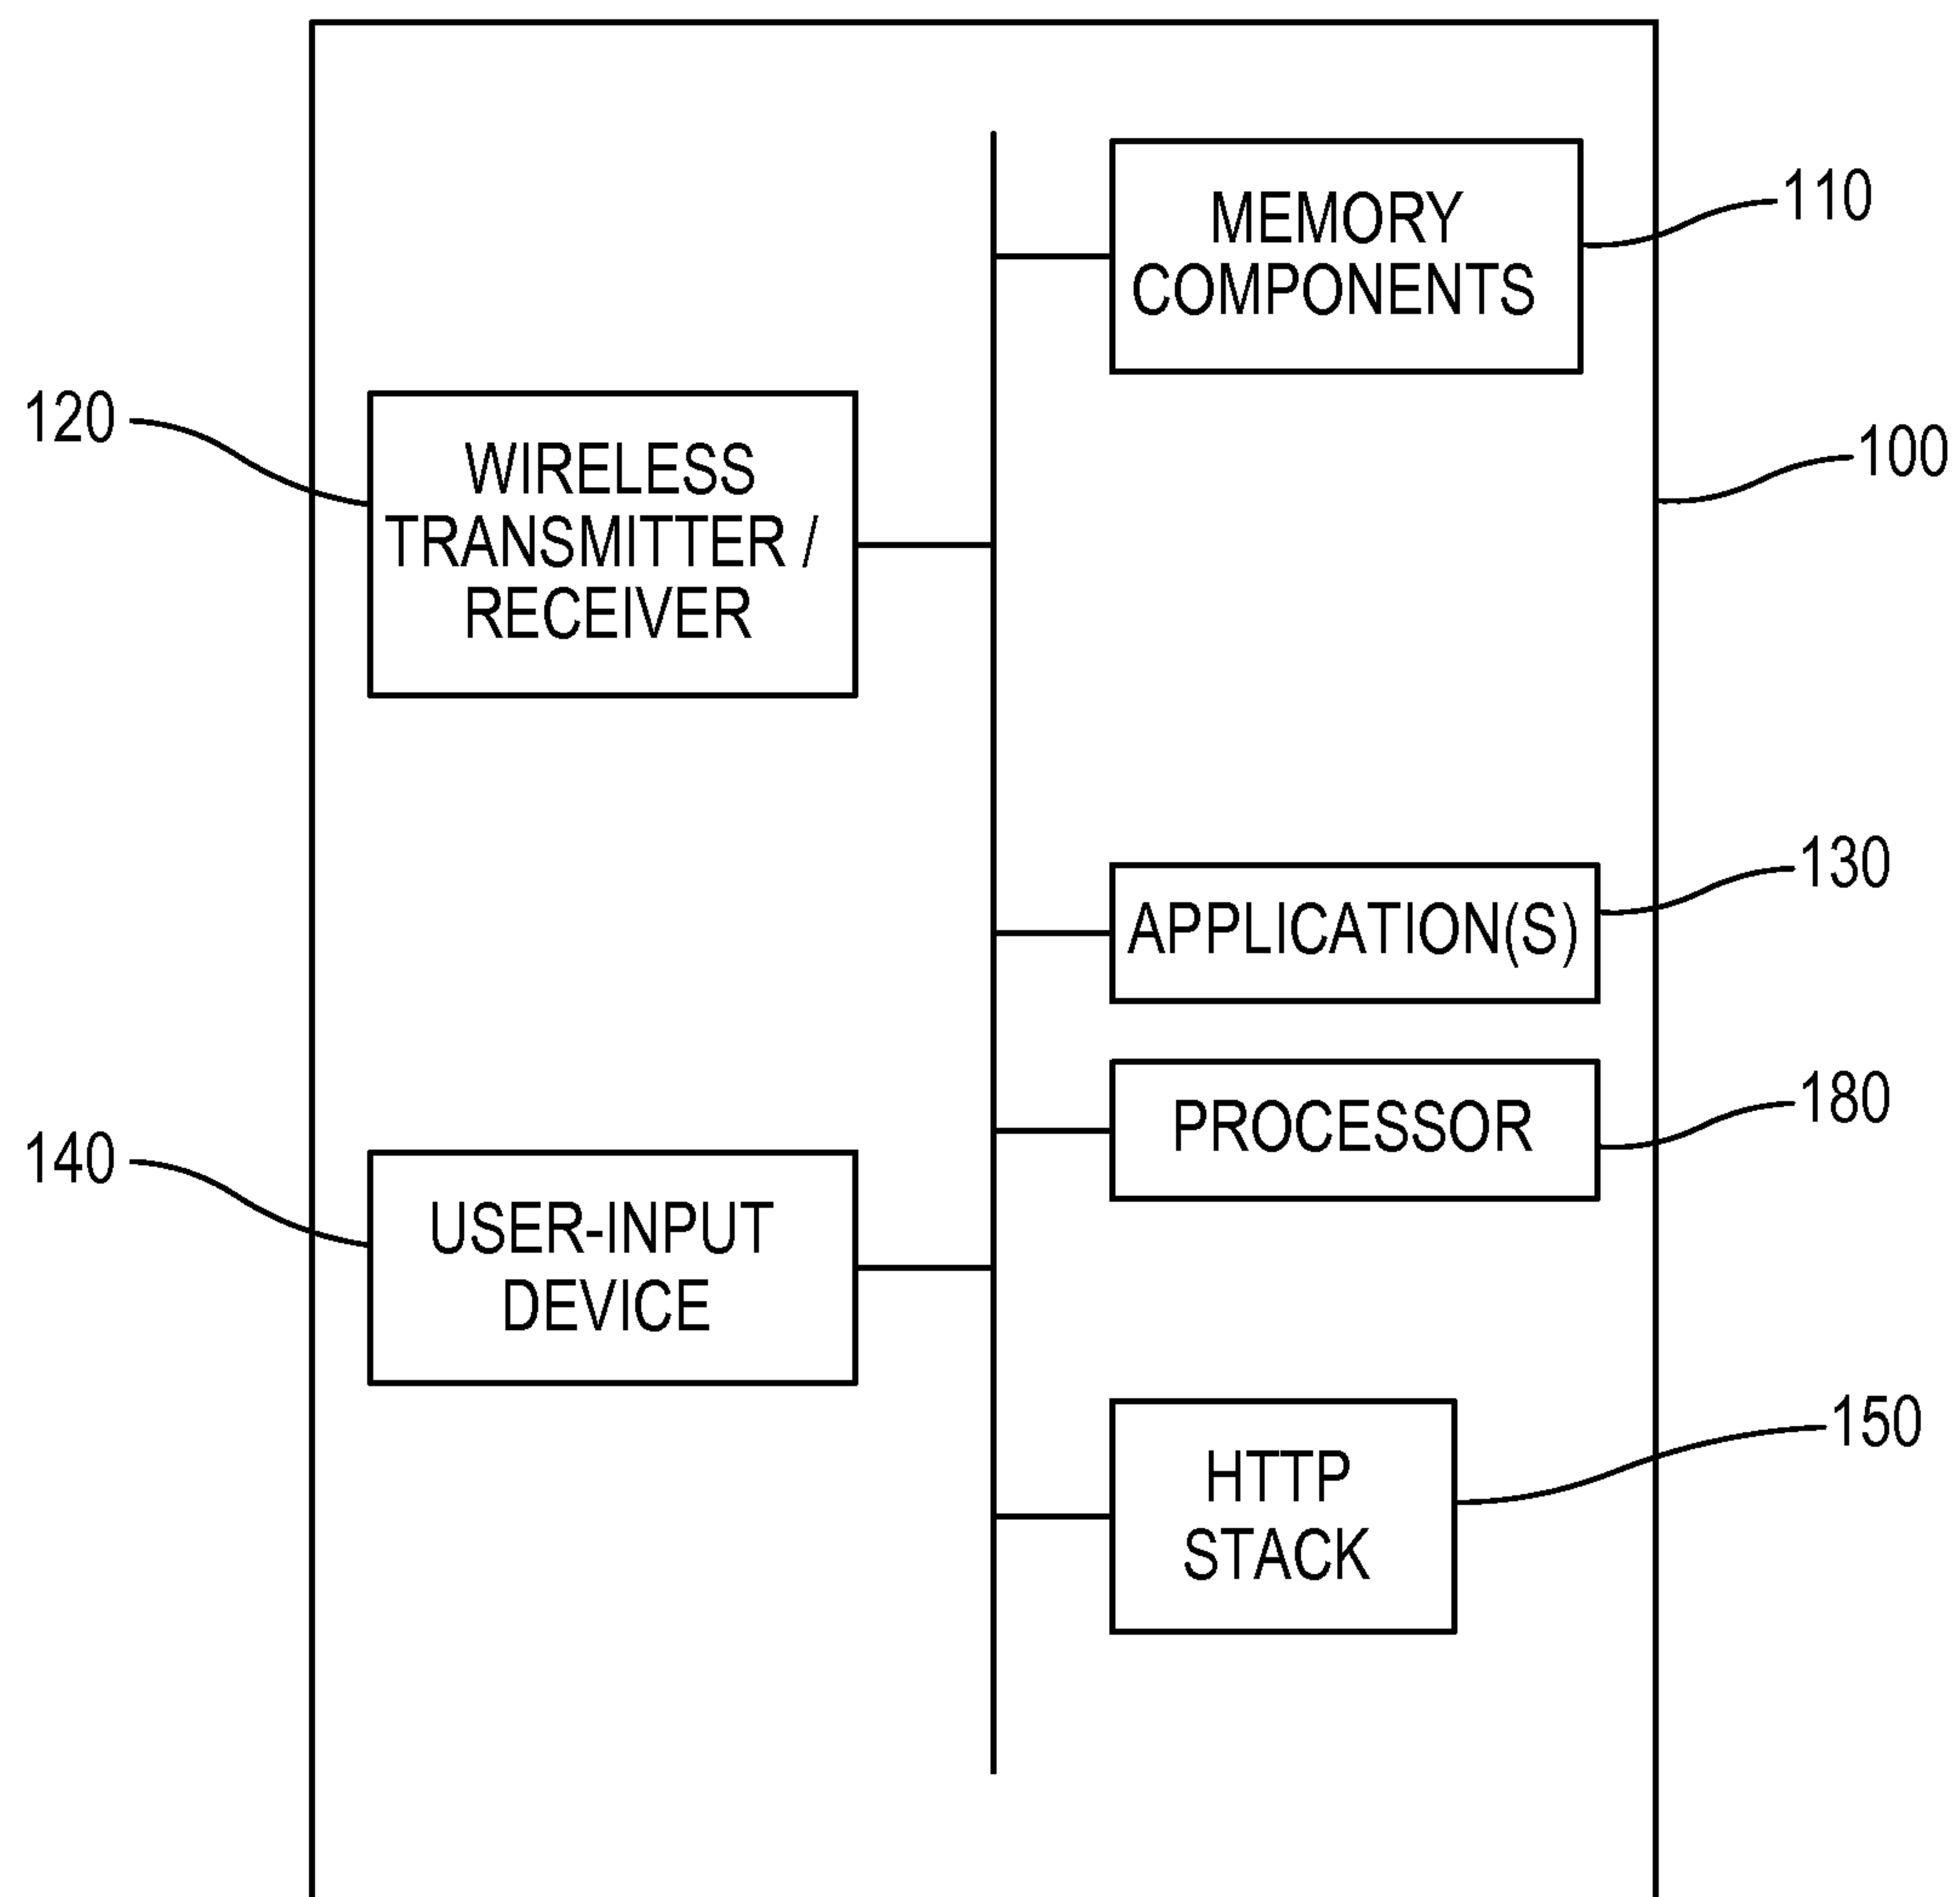 MEMORY
COMPONENTS
110
120
WIRELESS
TRANSMITTER /
RECEIVER
100
APPLICATION(S)
130
PROCESSOR
180
140
USER-INPUT
DEVICE
HTTP
STACK
150